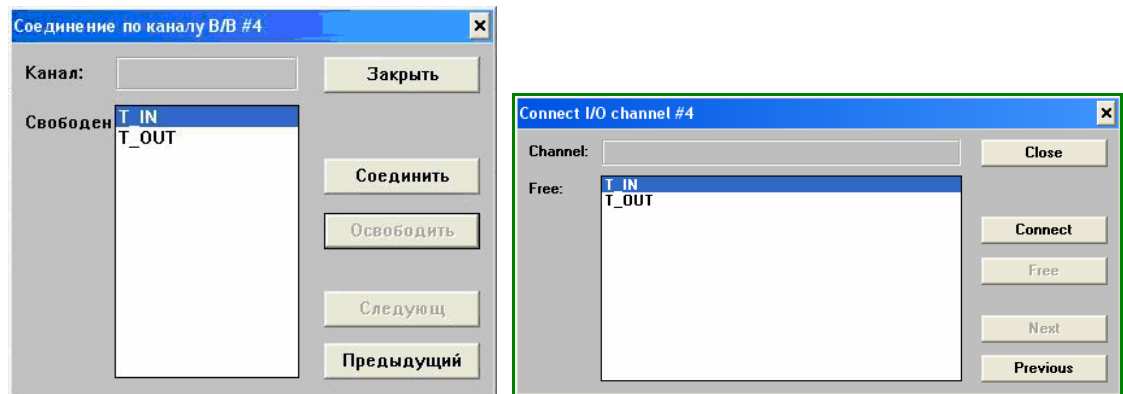 Соединение по каналу В/В #4
Канал:
Закрыть
Свободен
T_IN
T_OUT
Соединить
Освободить
Следующ
Предыдущий
Connect I/O channel #4
Channel:
Close
Free:
T_IN
T_OUT
Connect
Free
Next
Previous